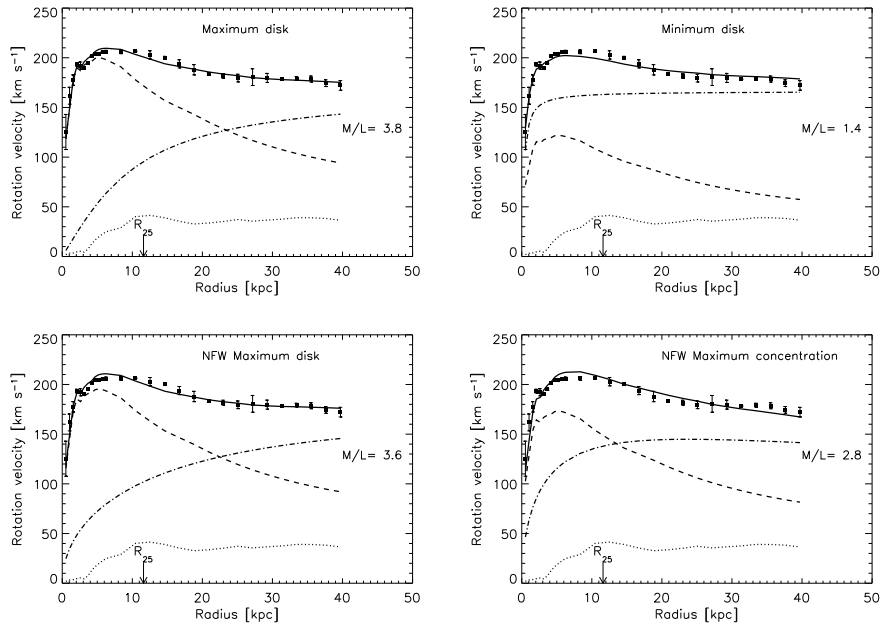 Maximum disk
250
200
150
100
50
0
Rotation velocity [km s⁻¹]
M/L= 3.8
R₂₅
0 10 20 30 40 50
Radius [kpc]
Minimum disk
250
200
150
100
50
0
Rotation velocity [km s⁻¹]
M/L= 1.4
R₂₅
0 10 20 30 40 50
Radius [kpc]
NFW Maximum disk
250
200
150
100
50
0
Rotation velocity [km s⁻¹]
M/L= 3.6
R₂₅
0 10 20 30 40 50
Radius [kpc]
NFW Maximum concentration
250
200
150
100
50
0
Rotation velocity [km s⁻¹]
M/L= 2.8
R₂₅
0 10 20 30 40 50
Radius [kpc]